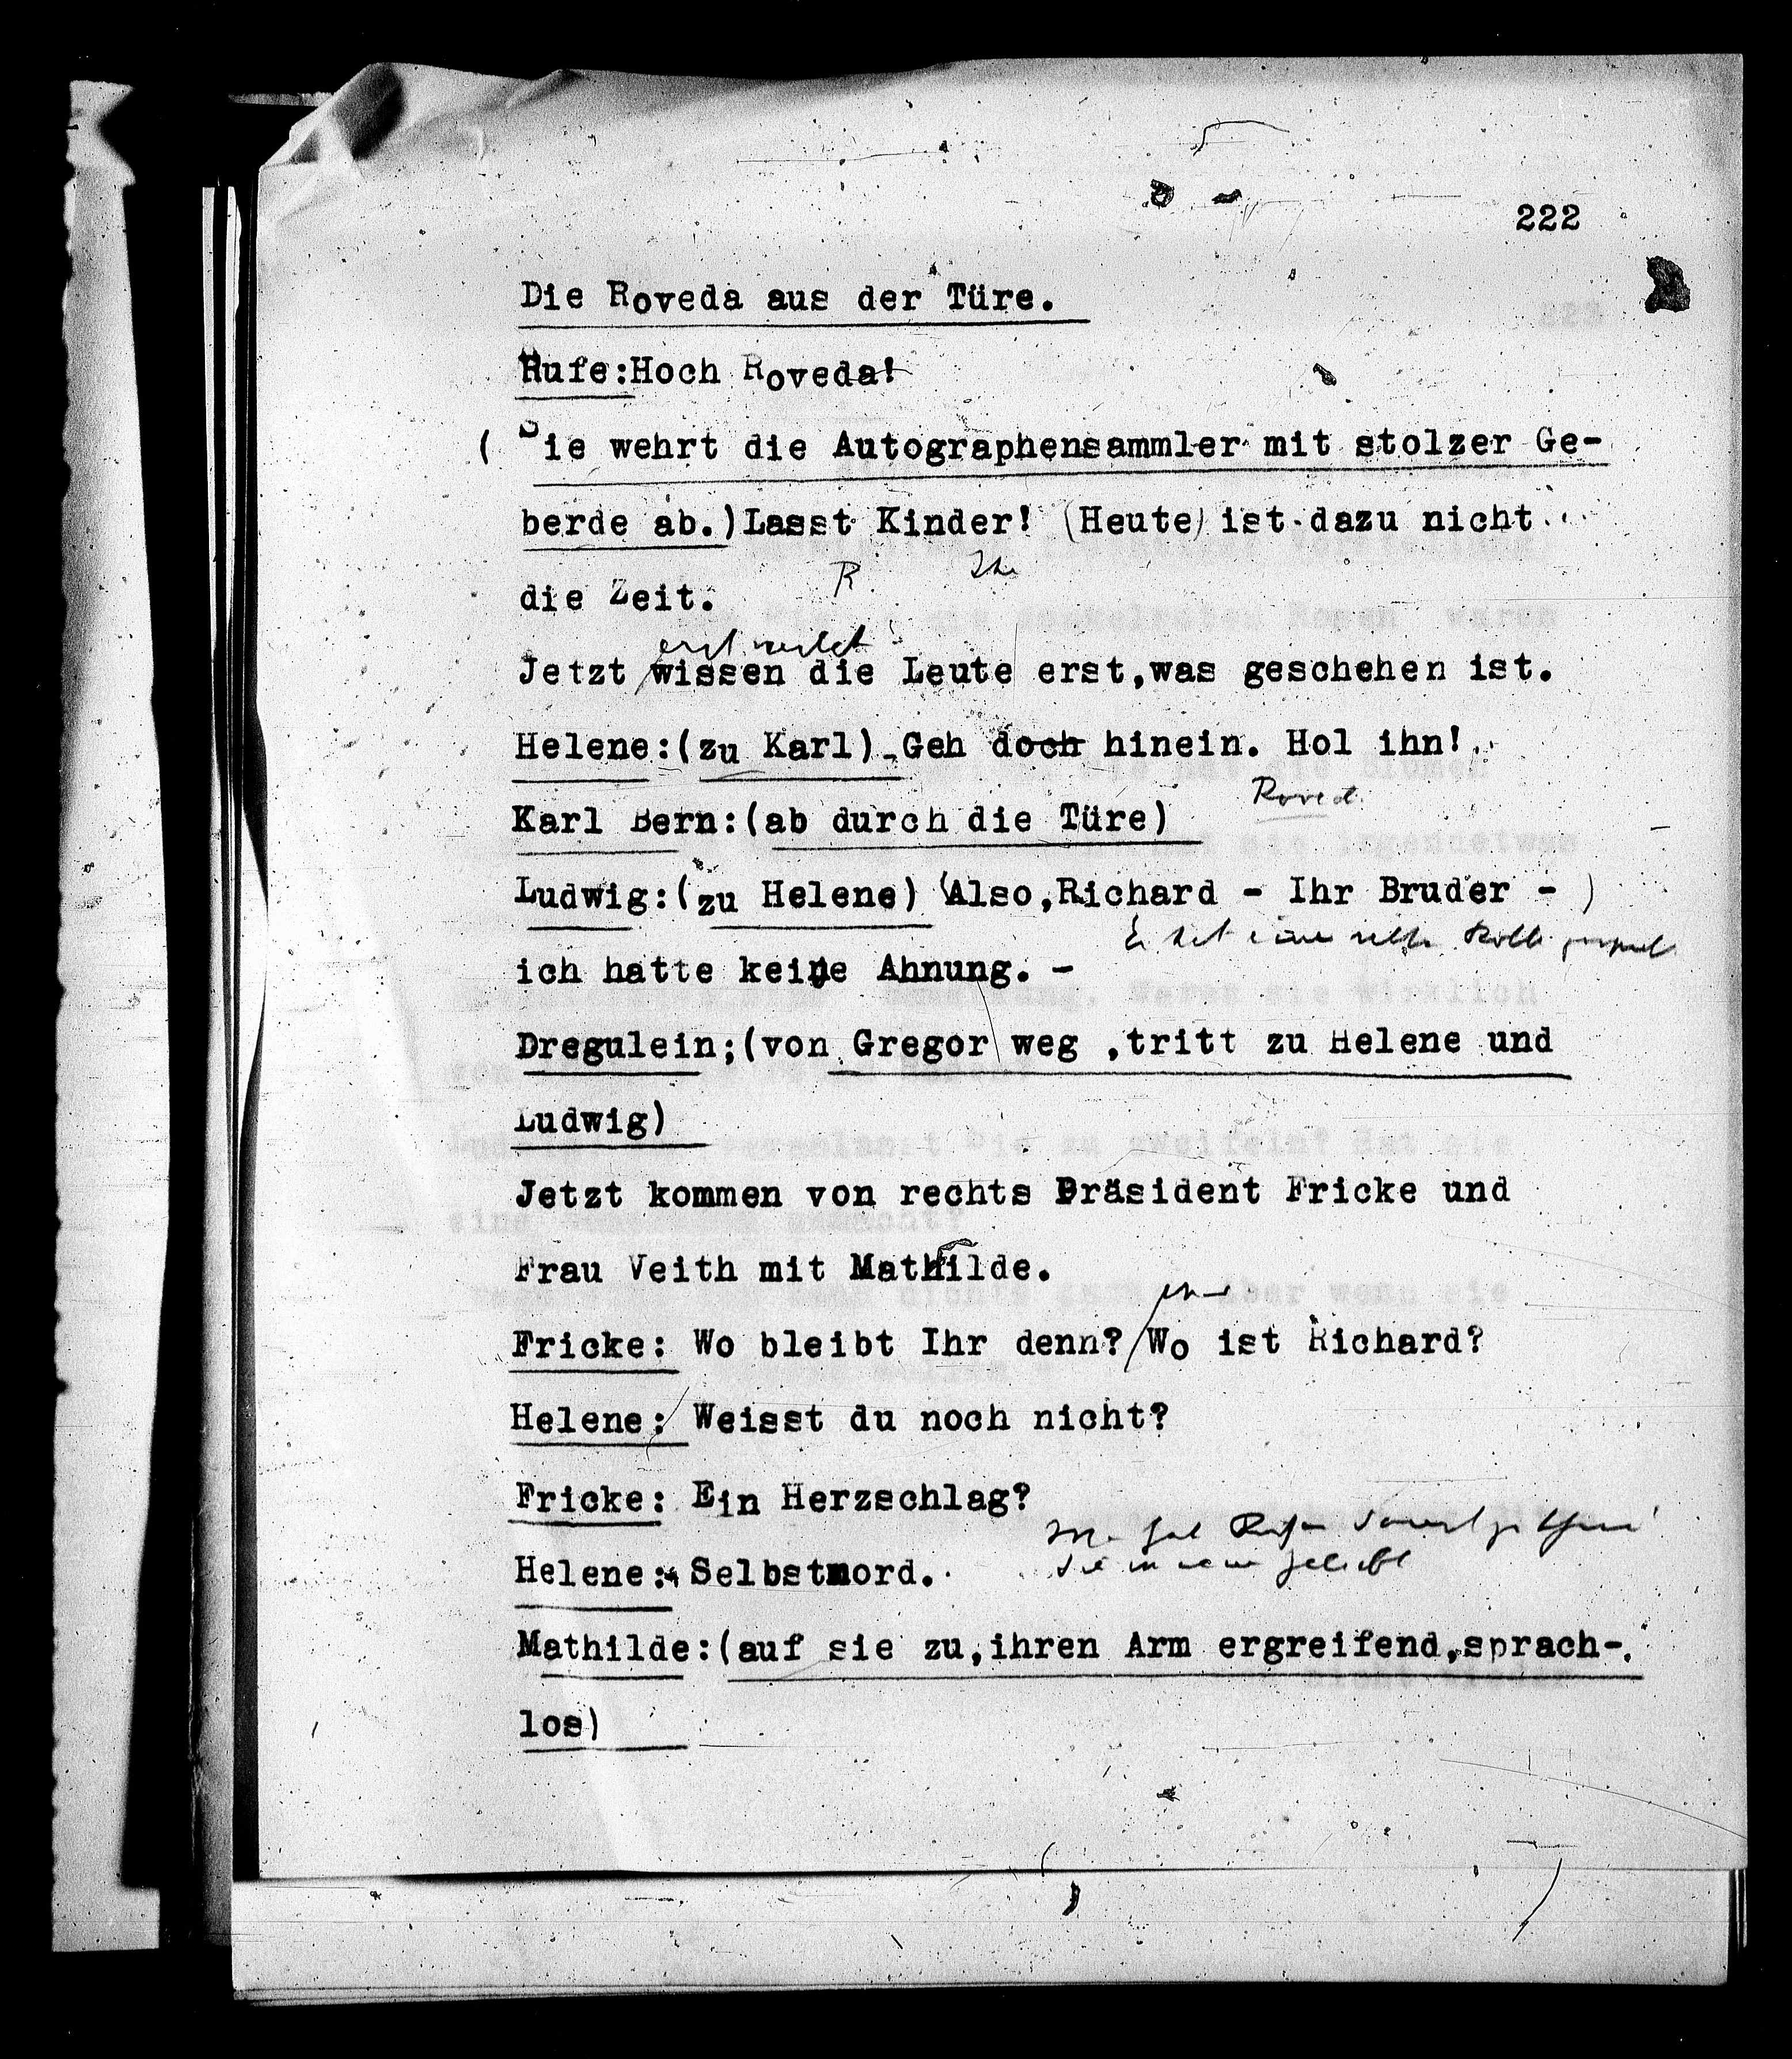 222
Die Roveda aus der Türe.
Rufe:Hoch Roveda!
( Sie wehrt die Autographensammler mit stolzer Ge-
berde ab.)Lasst Kinder! (Heute) ist dazu nicht
die Zeit.
R.
erst
Jetzt wissen die Leute erst,was geschehen ist.
Helene:(zu Karl) Geh doch hinein. Hol ihn!
Roved
Karl Bern:(ab durch die Türe)
Ludwig:(zu Helene) (Also,Richard - Ihr Bruder - )
ich hatte keine Ahnung. -
Dregulein;(von Gregor weg ,tritt zu Helene und
Ludwig)
Jetzt kommen von rechts Präsident Fricke und
Frau Veith mit Mathilde.
Fricke: Wo bleibt Ihr denn? Wo ist Richard?
Helene: Weisst du noch nicht?
Fricke: Ein Herzschlag?
geliebt
Helene: Selbstmord.
Mathilde:(auf sie zu,ihren Arm ergreifend,sprach-
los)